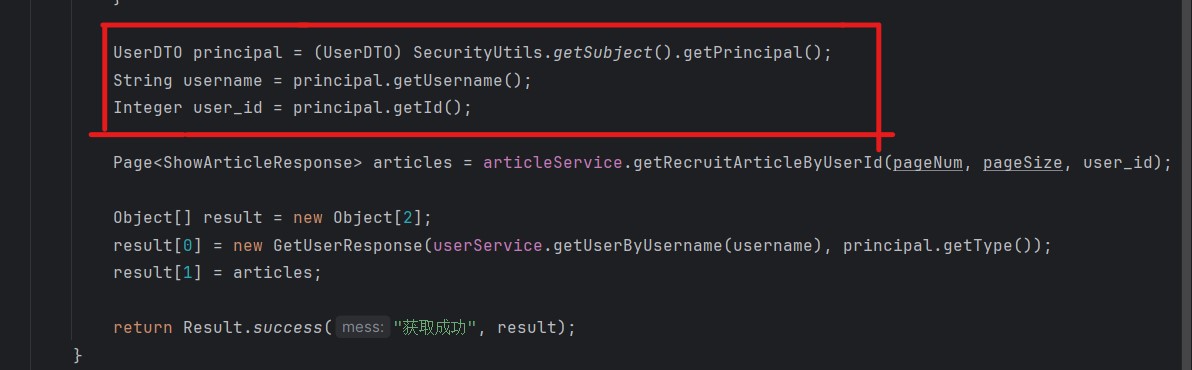 }
UserDTO principal = (UserDTO) SecurityUtils.getSubject().getPrincipal();
String username = principal.getUsername();
Integer user_id = principal.getId();
Page<ShowArticleResponse> articles = articleService.getRecruitArticleByUserId(pageNum, pageSize, user_id);
Object[] result = new Object[2];
result[0] = new GetUserResponse(userService.getUserByUsername(username), principal.getType());
result[1] = articles;
return Result.success( mess: "获取成功", result);
}